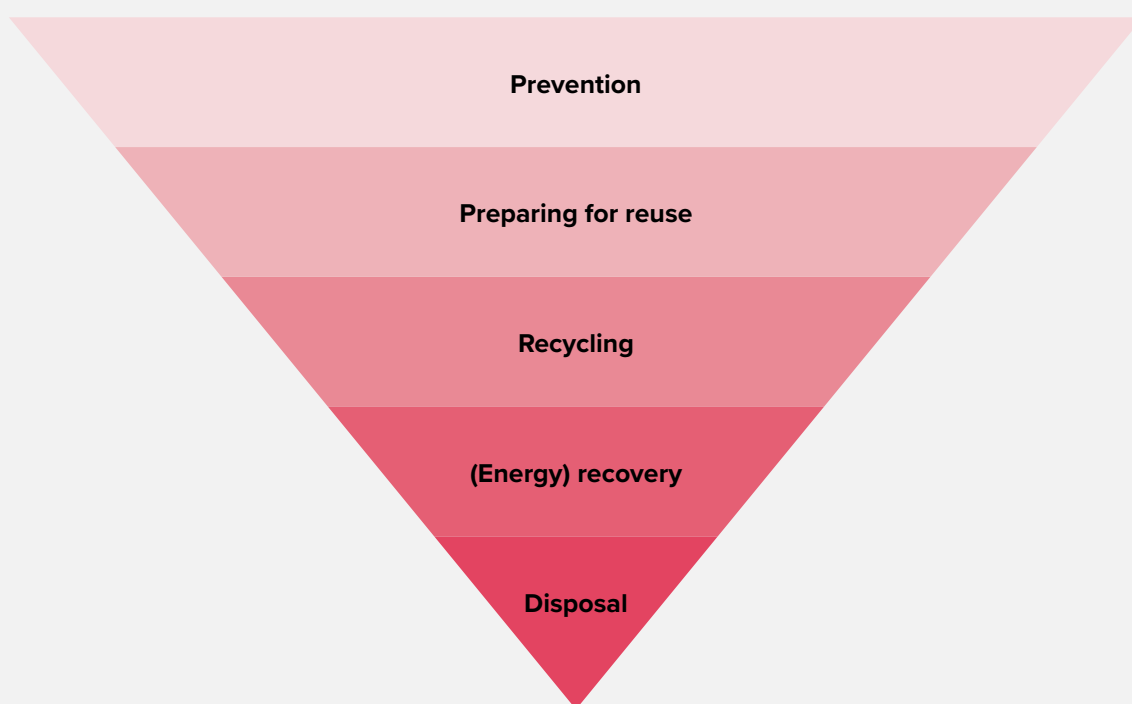 Prevention
Preparing for reuse
Recycling
(Energy) recovery
Disposal